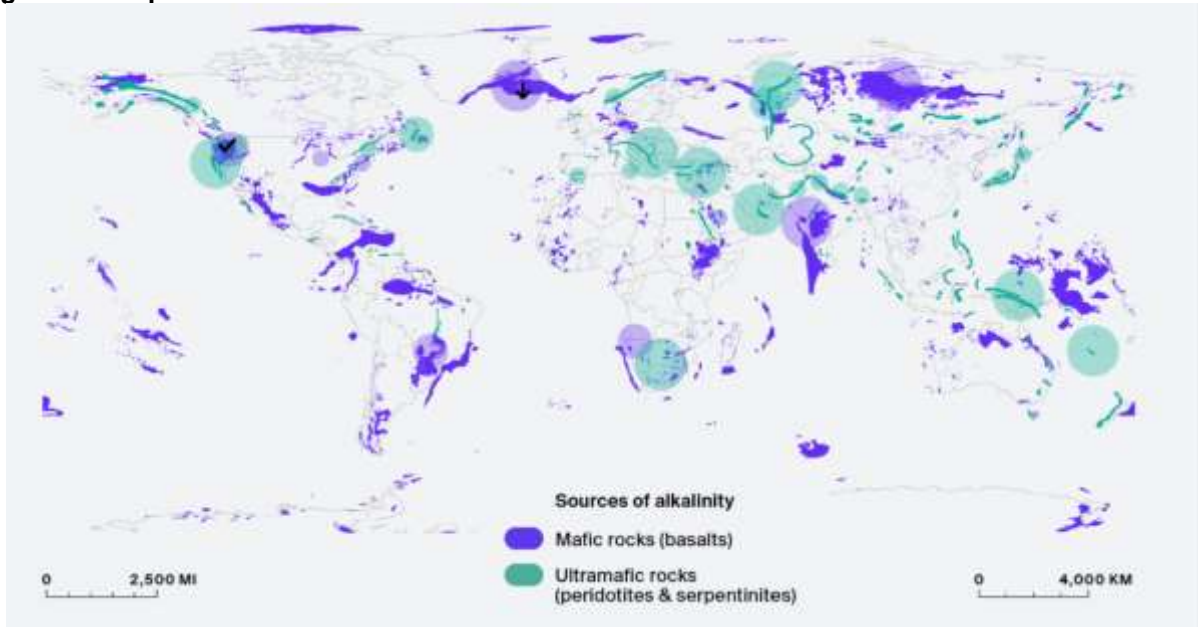 Sources of alkalinity
Mafic rocks (basalts)
Ultramafic rocks
(peridotites & serpentinites)
0 2,500 MI
0 4,000 KM